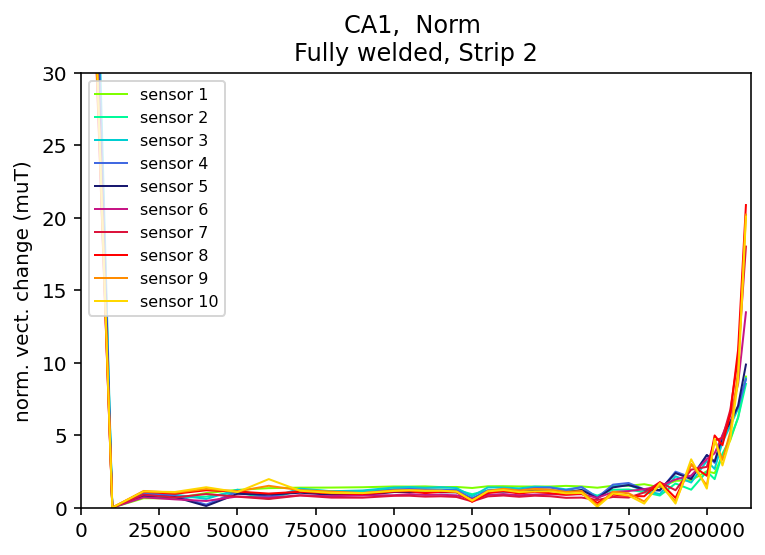 CA1,  Norm
Fully welded, Strip 2
norm. vect. change (muT)
30
25
20
15
10
5
0
sensor 1
sensor 2
sensor 3
sensor 4
sensor 5
sensor 6
sensor 7
sensor 8
sensor 9
sensor 10
0 25000 50000 75000 100000 125000 150000 175000 200000